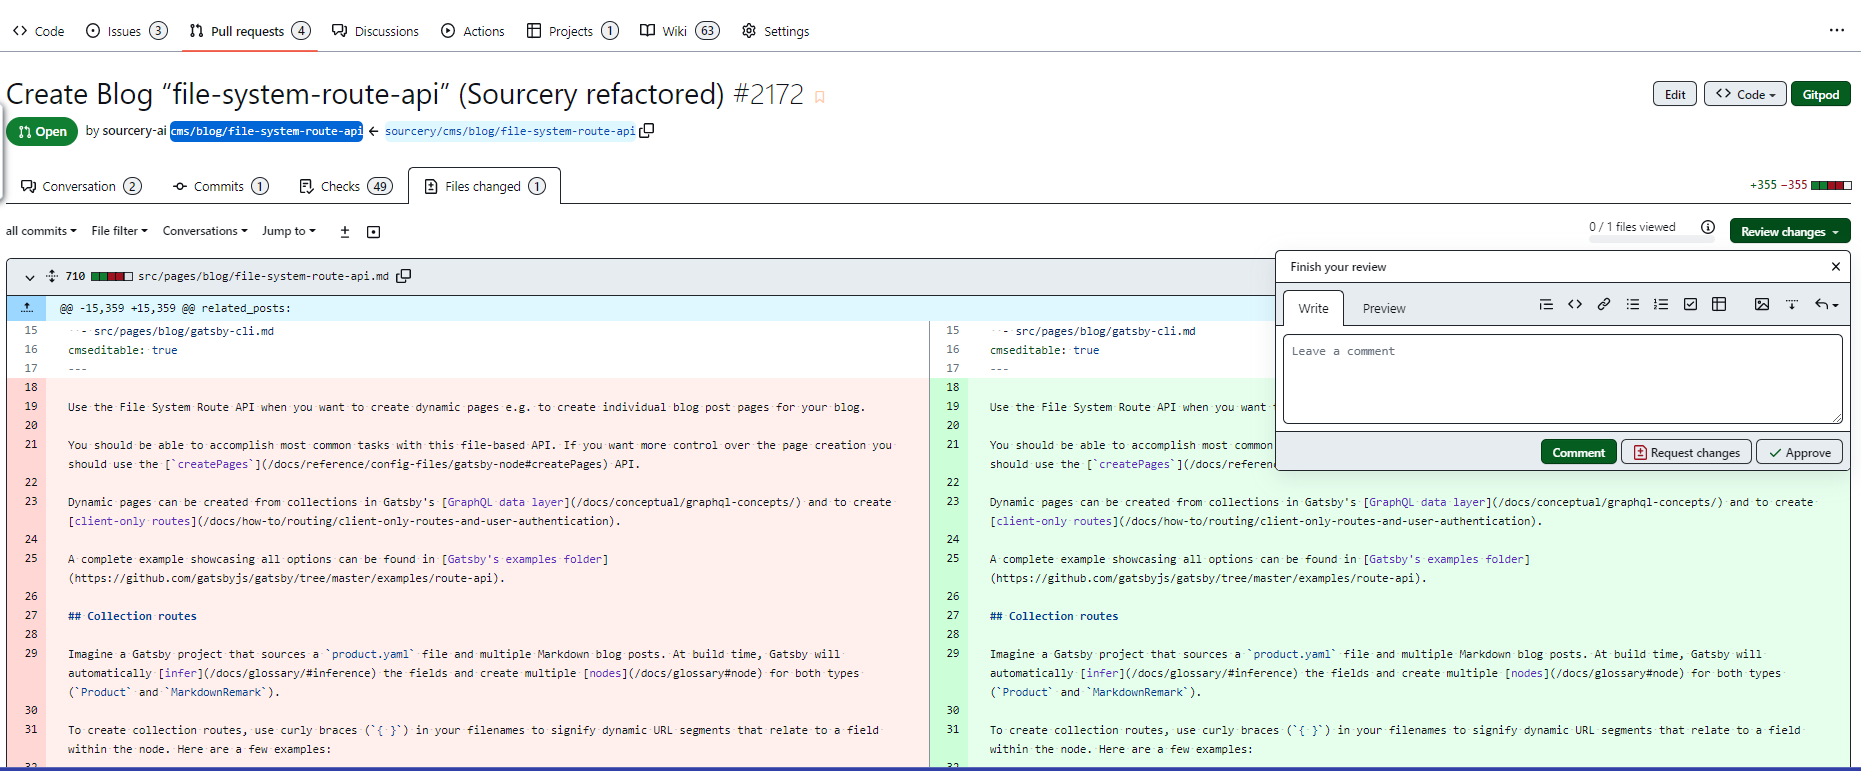 Code Issues 3 Pull requests 4 Discussions Actions Projects 1 Wiki 63 Settings
Create Blog “file-system-route-api” (Sourcery refactored) #2172
Edit Code Gitpod
Open by sourcery-ai cms/blog/file-system-route-api ← sourcery/cms/blog/file-system-route-api
Conversation 2 Commits 1 Checks 49 Files changed 1
+355 −355
all commits File filter Conversations Jump to
0 / 1 files viewed Review changes
710 src/pages/blog/file-system-route-api.md
@@ -15,359 +15,359 @@ related_posts:
15 - src/pages/blog/gatsby-cli.md
16 cmseditable: true
17 ---
18
19 Use the File System Route API when you want to create dynamic pages e.g. to create individual blog post pages for your blog.
20
21 You should be able to accomplish most common tasks with this file-based API. If you want more control over the page creation you
should use the [`createPages`](/docs/reference/config-files/gatsby-node#createPages) API.
22
23 Dynamic pages can be created from collections in Gatsby's [GraphQL data layer](/docs/conceptual/graphql-concepts/) and to create
[client-only routes](/docs/how-to/routing/client-only-routes-and-user-authentication).
24
25 A complete example showcasing all options can be found in [Gatsby's examples folder]
(https://github.com/gatsbyjs/gatsby/tree/master/examples/route-api).
26
27 ## Collection routes
28
29 Imagine a Gatsby project that sources a `product.yaml` file and multiple Markdown blog posts. At build time, Gatsby will
automatically [infer](/docs/glossary/#inference) the fields and create multiple [nodes](/docs/glossary#node) for both types
(`Product` and `MarkdownRemark`).
30
31 To create collection routes, use curly braces (`{ }`) in your filenames to signify dynamic URL segments that relate to a field
within the node. Here are a few examples:
32
15 - src/pages/blog/gatsby-cli.md
16 cmseditable: true
17 ---
18
19 Use the File System Route API when you want
20
21 You should be able to accomplish most common
should use the [`createPages`](/docs/referen
22
23 Dynamic pages can be created from collections in Gatsby's [GraphQL data layer](/docs/conceptual/graphql-concepts/) and to create
[client-only routes](/docs/how-to/routing/client-only-routes-and-user-authentication).
24
25 A complete example showcasing all options can be found in [Gatsby's examples folder]
(https://github.com/gatsbyjs/gatsby/tree/master/examples/route-api).
26
27 ## Collection routes
28
29 Imagine a Gatsby project that sources a `product.yaml` file and multiple Markdown blog posts. At build time, Gatsby will
automatically [infer](/docs/glossary/#inference) the fields and create multiple [nodes](/docs/glossary#node) for both types
(`Product` and `MarkdownRemark`).
30
31 To create collection routes, use curly braces (`{ }`) in your filenames to signify dynamic URL segments that relate to a field
within the node. Here are a few examples:
32
Finish your review
Write Preview
Leave a comment
Comment Request changes Approve